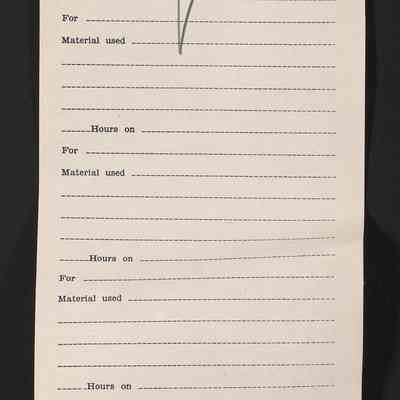 For
Material used
Hours on
For
Material used
Hours on
For
Material used
Hours on